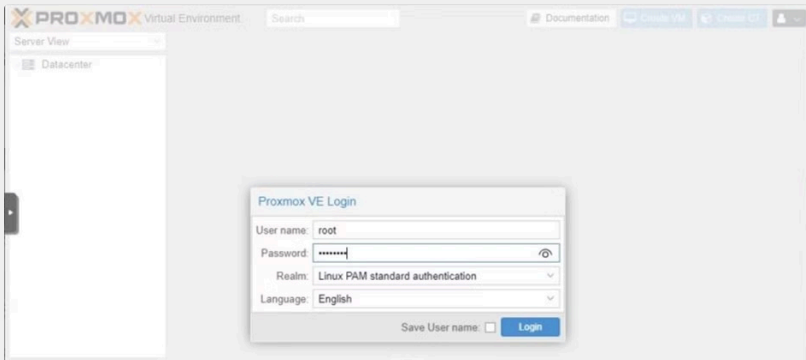 PROXMOX Virtual Environment Search Documentation Create VM Create CT
Server View
Datacenter
Proxmox VE Login
User name: root
Password: ••••••••
Realm: Linux PAM standard authentication
Language: English
Save User name: Login